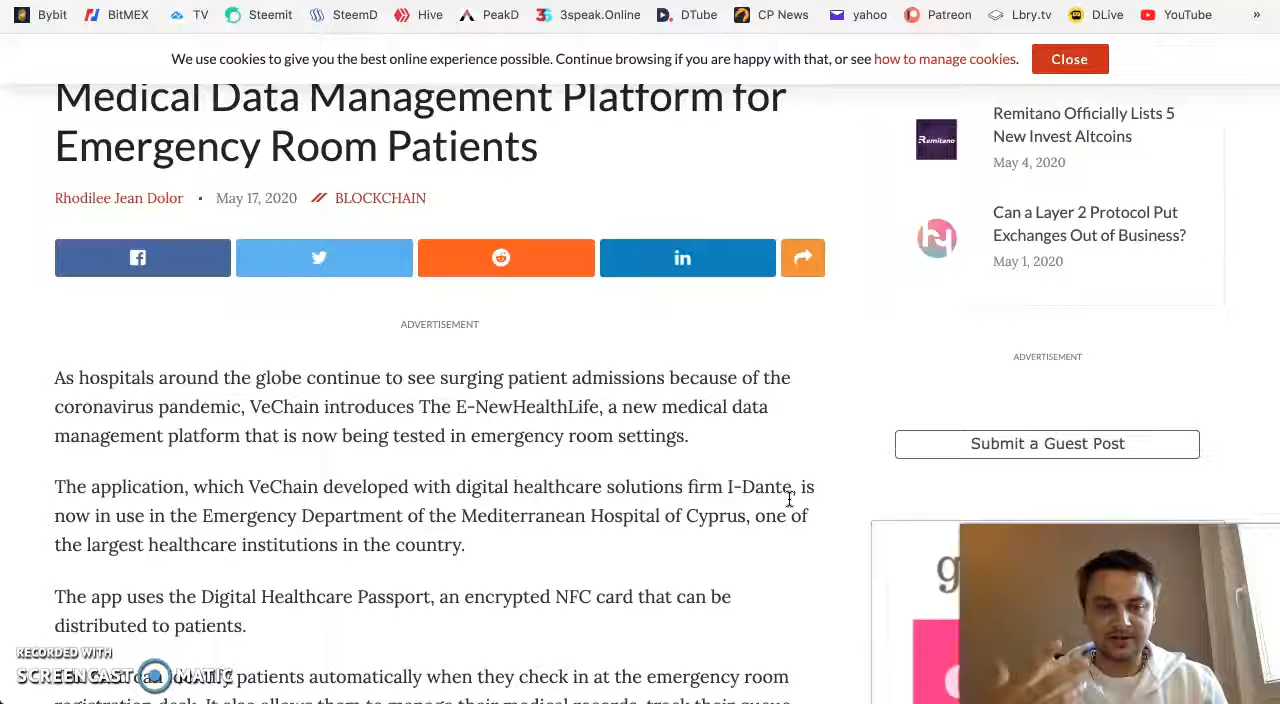 Bybit BitMEX TV Steemit SteemD Hive PeakD 3speak.Online DTube CP News yahoo Patreon Lbry.tv DLive YouTube »
We use cookies to give you the best online experience possible. Continue browsing if you are happy with that, or see how to manage cookies. Close
Medical Data Management Platform for
Emergency Room Patients
Rhodilee Jean Dolor • May 17, 2020 BLOCKCHAIN
ADVERTISEMENT
As hospitals around the globe continue to see surging patient admissions because of the
coronavirus pandemic, VeChain introduces The E-NewHealthLife, a new medical data
management platform that is now being tested in emergency room settings.
The application, which VeChain developed with digital healthcare solutions firm I-Dante, is
now in use in the Emergency Department of the Mediterranean Hospital of Cyprus, one of
the largest healthcare institutions in the country.
The app uses the Digital Healthcare Passport, an encrypted NFC card that can be
distributed to patients.
patients automatically when they check in at the emergency room
Remitano
Remitano Officially Lists 5
New Invest Altcoins
May 4, 2020
Can a Layer 2 Protocol Put
Exchanges Out of Business?
May 1, 2020
ADVERTISEMENT
Submit a Guest Post
g
RECORDED WITH
SCREENCAST MATIC